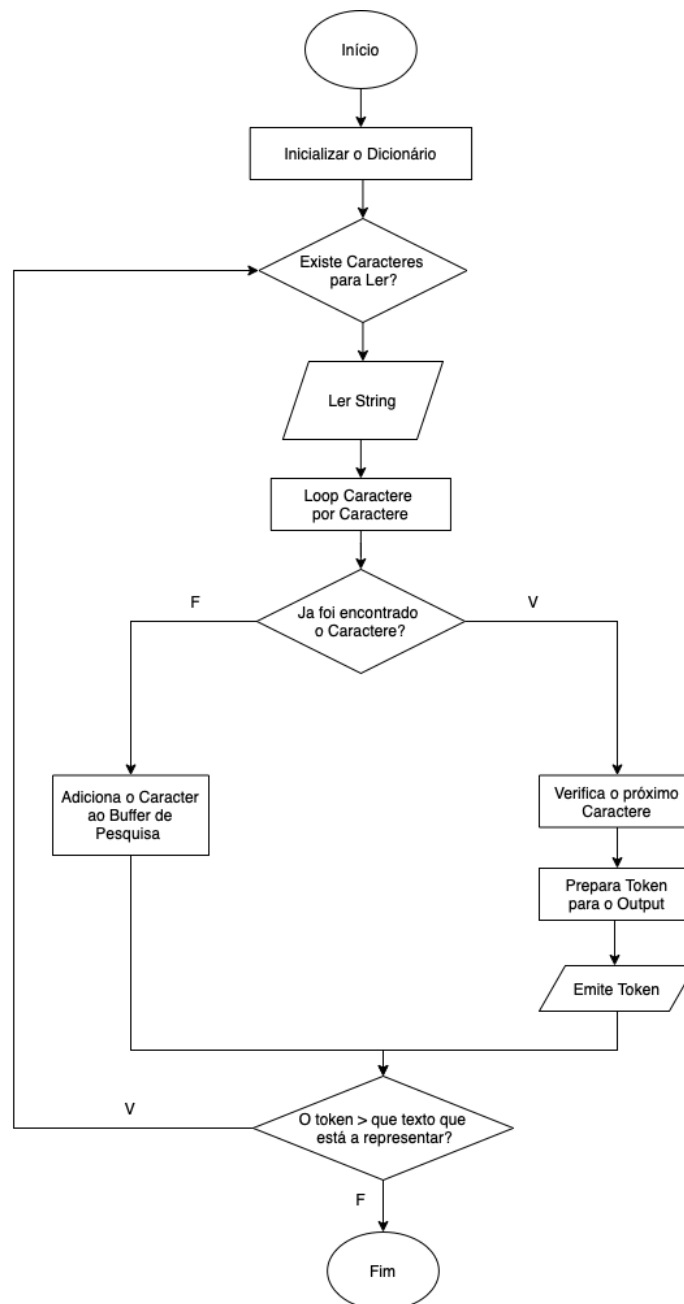 Início
Inicializar o Dicionário
Existe Caracteres
para Ler?
Ler String
Loop Caractere
por Caractere
F
Ja foi encontrado
o Caractere?
V
Adiciona o Caracter
ao Buffer de
Pesquisa
Verifica o próximo
Caractere
Prepara Token
para o Output
Emite Token
V
O token > que texto que
está a representar?
F
Fim